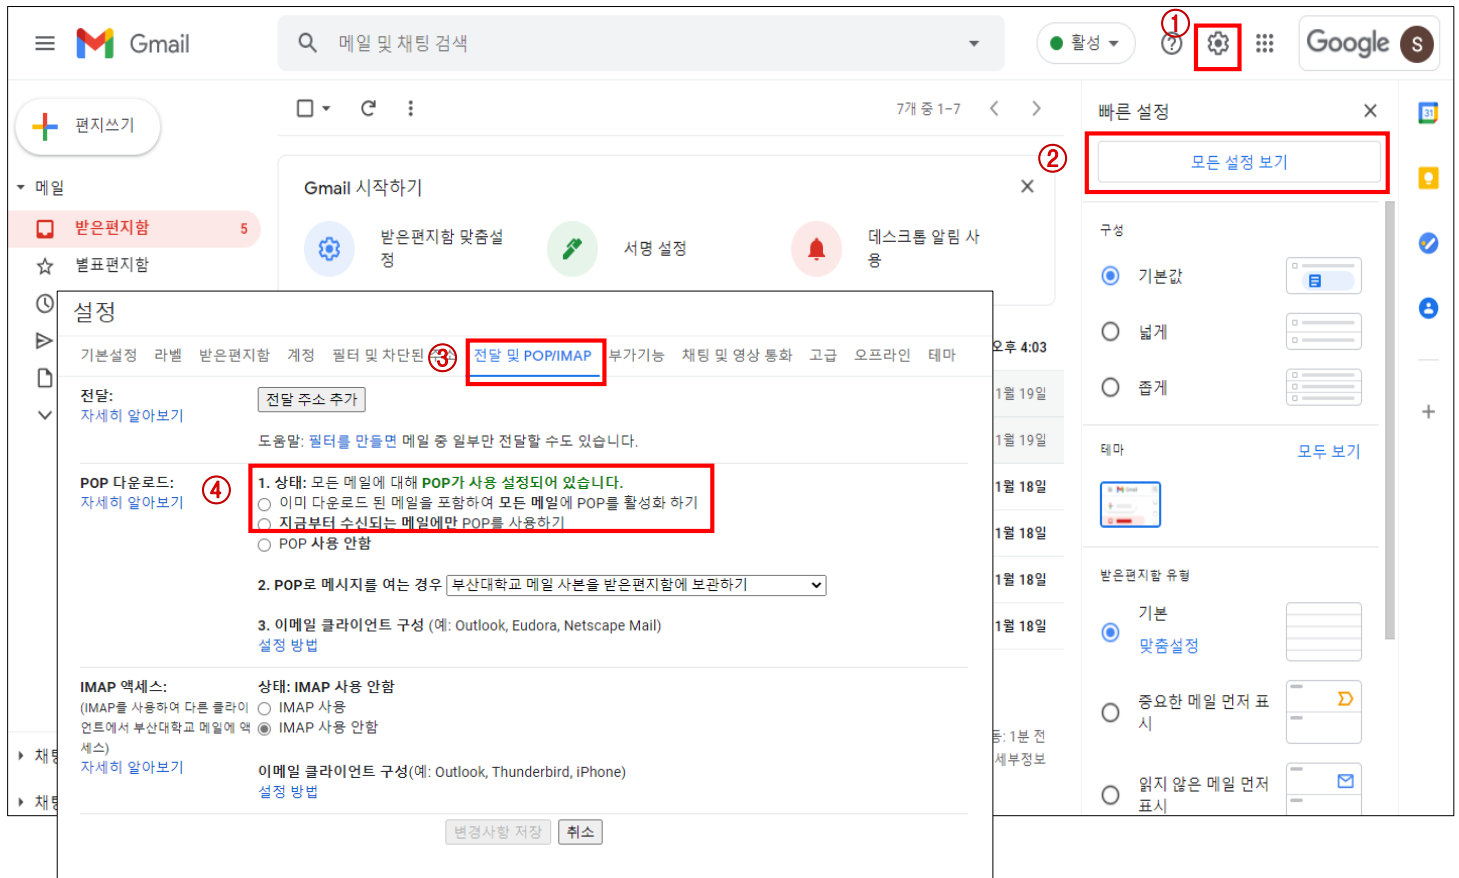 Gmail
메일 및 채팅 검색
활성
①
Google
S
편지쓰기
7개 중 1-7
빠른 설정
31
②
모든 설정 보기
메일
Gmail 시작하기
받은편지함
5
받은편지함 맞춤설
정
서명 설정
데스크톱 알림 사
용
별표편지함
구성
기본값
넓게
좁게
테마
모두 보기
Gmail
받은편지함 유형
기본
맞춤설정
중요한 메일 먼저 표
시
읽지 않은 메일 먼저
표시
설정
기본설정 라벨 받은편지함 계정 필터 및 차단된 주소 ③ 전달 및 POP/IMAP 부가기능 채팅 및 영상 통화 고급 오프라인 테마
오후 4:03
1월 19일
1월 19일
1월 18일
1월 18일
1월 18일
1월 18일
전달:
자세히 알아보기
전달 주소 추가
도움말: 필터를 만들면 메일 중 일부만 전달할 수도 있습니다.
POP 다운로드:
자세히 알아보기
④
1. 상태: 모든 메일에 대해 POP가 사용 설정되어 있습니다.
이미 다운로드 된 메일을 포함하여 모든 메일에 POP를 활성화 하기
지금부터 수신되는 메일에만 POP를 사용하기
POP 사용 안함
2. POP로 메시지를 여는 경우 부산대학교 메일 사본을 받은편지함에 보관하기
3. 이메일 클라이언트 구성 (예: Outlook, Eudora, Netscape Mail)
설정 방법
IMAP 액세스:
(IMAP를 사용하여 다른 클라이
언트에서 부산대학교 메일에 액
세스)
자세히 알아보기
상태: IMAP 사용 안함
IMAP 사용
IMAP 사용 안함
이메일 클라이언트 구성(예: Outlook, Thunderbird, iPhone)
설정 방법
변경사항 저장
취소
동: 1분 전
세부정보
채팅
채팅